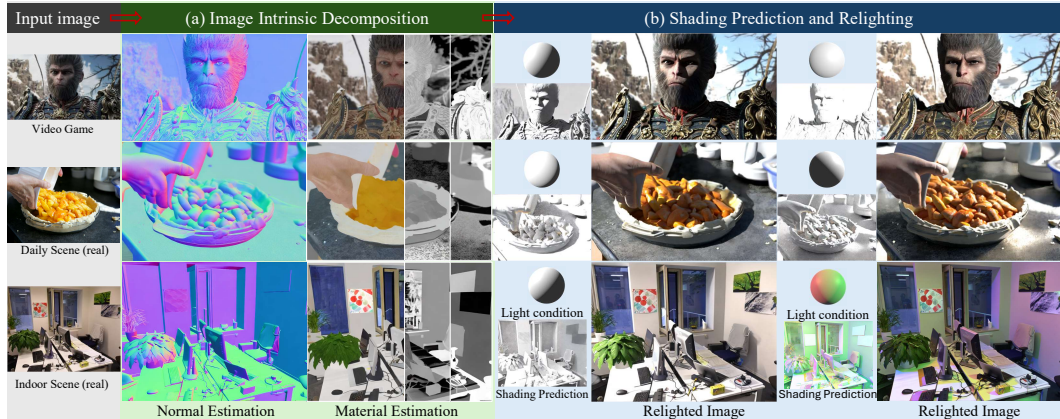 Input image
(a) Image Intrinsic Decomposition
(b) Shading Prediction and Relighting
Video Game
Daily Scene (real)
Light condition
Light condition
Indoor Scene (real)
Shading Prediction
Shading Prediction
Normal Estimation
Material Estimation
Relighted Image
Relighted Image